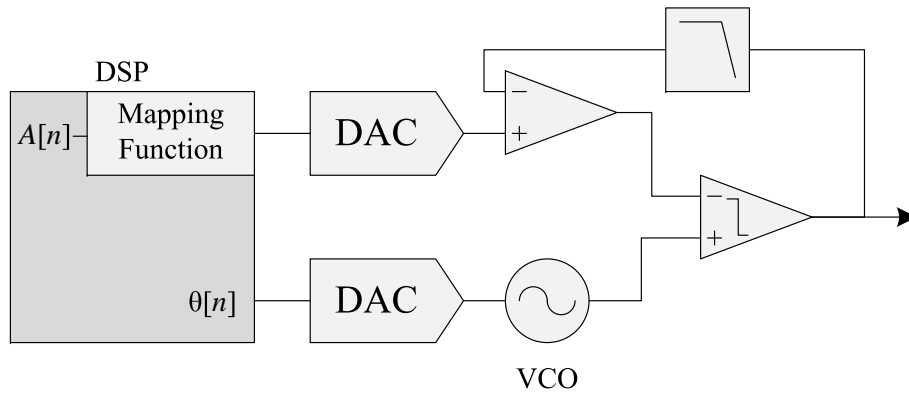 DSP
A[n]
Mapping
Function
DAC
−
+
−
+
θ[n]
DAC
VCO